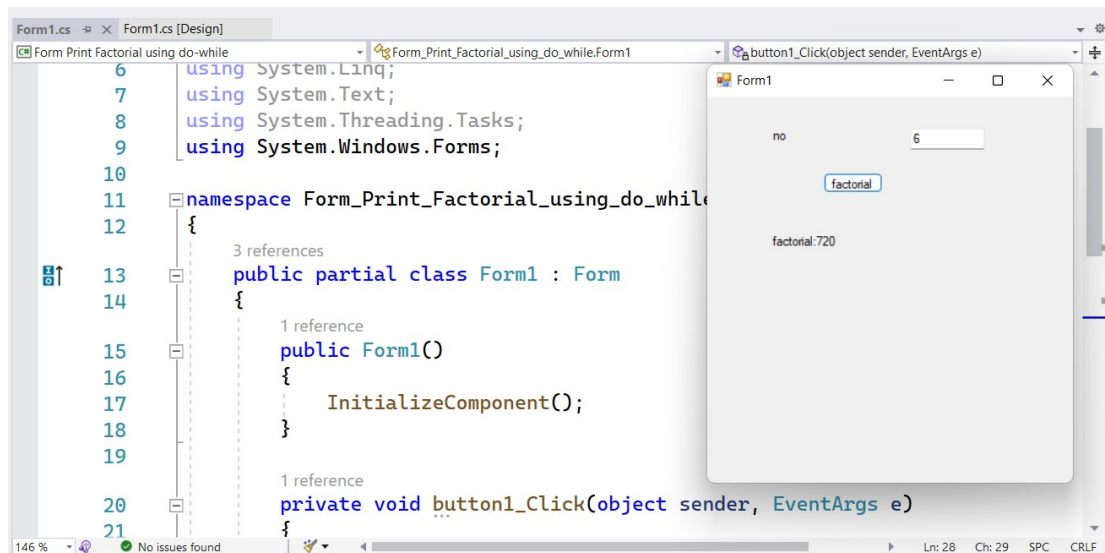 Form1.cs Form1.cs [Design]
C# Form Print Factorial using do-while Form_Print_Factorial_using_do_while.Form1 button1_Click(object sender, EventArgs e)
6 using System.Linq;
7 using System.Text;
8 using System.Threading.Tasks;
9 using System.Windows.Forms;
10
11 namespace Form_Print_Factorial_using_do_while
12 {
3 references
13 public partial class Form1 : Form
14 {
1 reference
15 public Form1()
16 {
17 InitializeComponent();
18 }
19
1 reference
20 private void button1_Click(object sender, EventArgs e)
21 {
146 % No issues found Ln: 28 Ch: 29 SPC CRLF
Form1
no 6
factorial
factorial:720